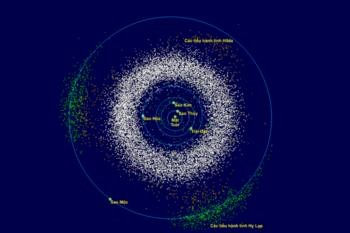 Các tiểu hành tinh Hilda
Sao Kim
Sao Thủy
Sao Hỏa
Mặt
Trời
Trái Đất
Sao Mộc
Các tiểu hành tinh Hy Lạp